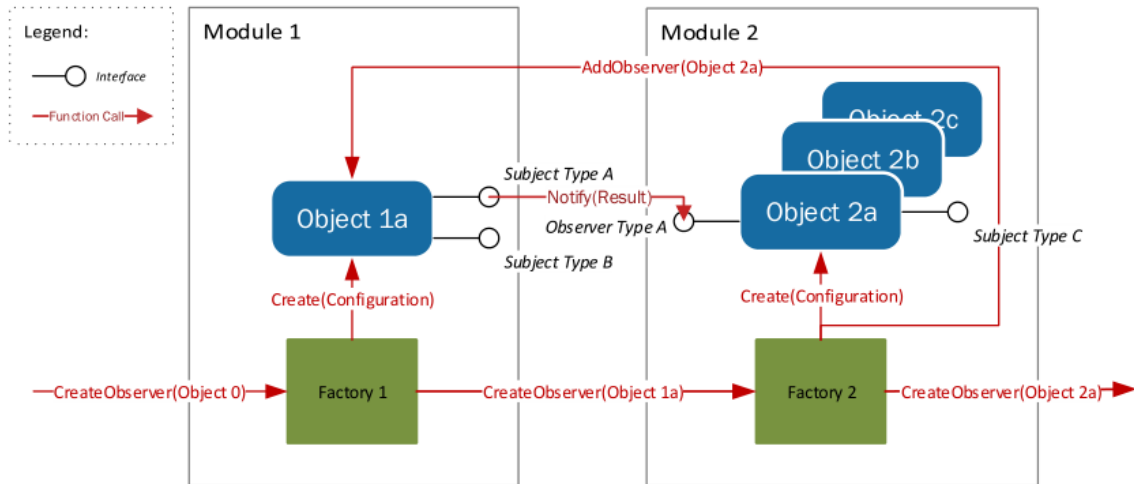 Legend:
Interface
Function Call
Module 1
Module 2
AddObserver(Object 2a)
Object 2c
Object 2b
Object 2a
Object 1a
Subject Type A
Notify(Result)
Observer Type A
Subject Type B
Subject Type C
Create(Configuration)
Create(Configuration)
CreateObserver(Object 0)
Factory 1
CreateObserver(Object 1a)
Factory 2
CreateObserver(Object 2a)